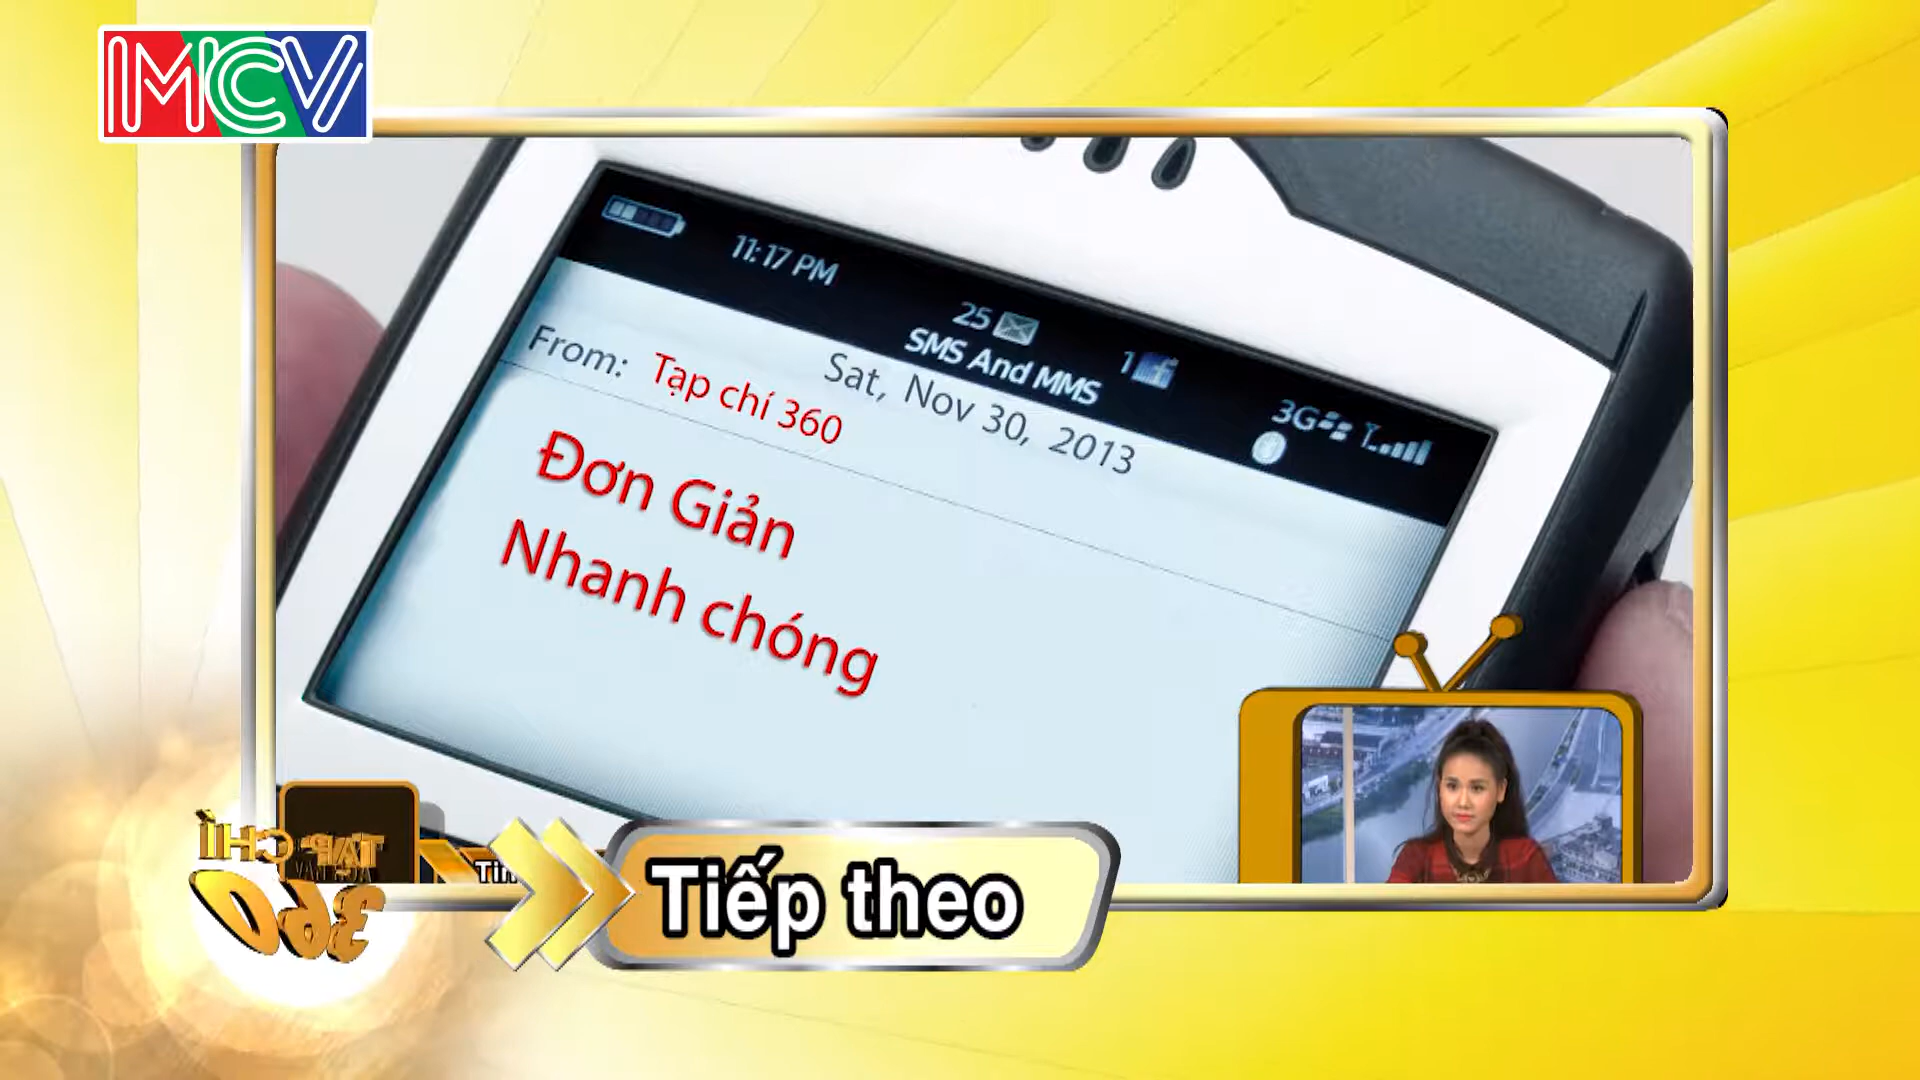 MCV
11:17 PM
25
SMS And MMS
1
3G
From: Tạp chí 360
Sat, Nov 30, 2013
Đơn Giản
Nhanh chóng
TẠP CHÍ
360
Tiếp theo